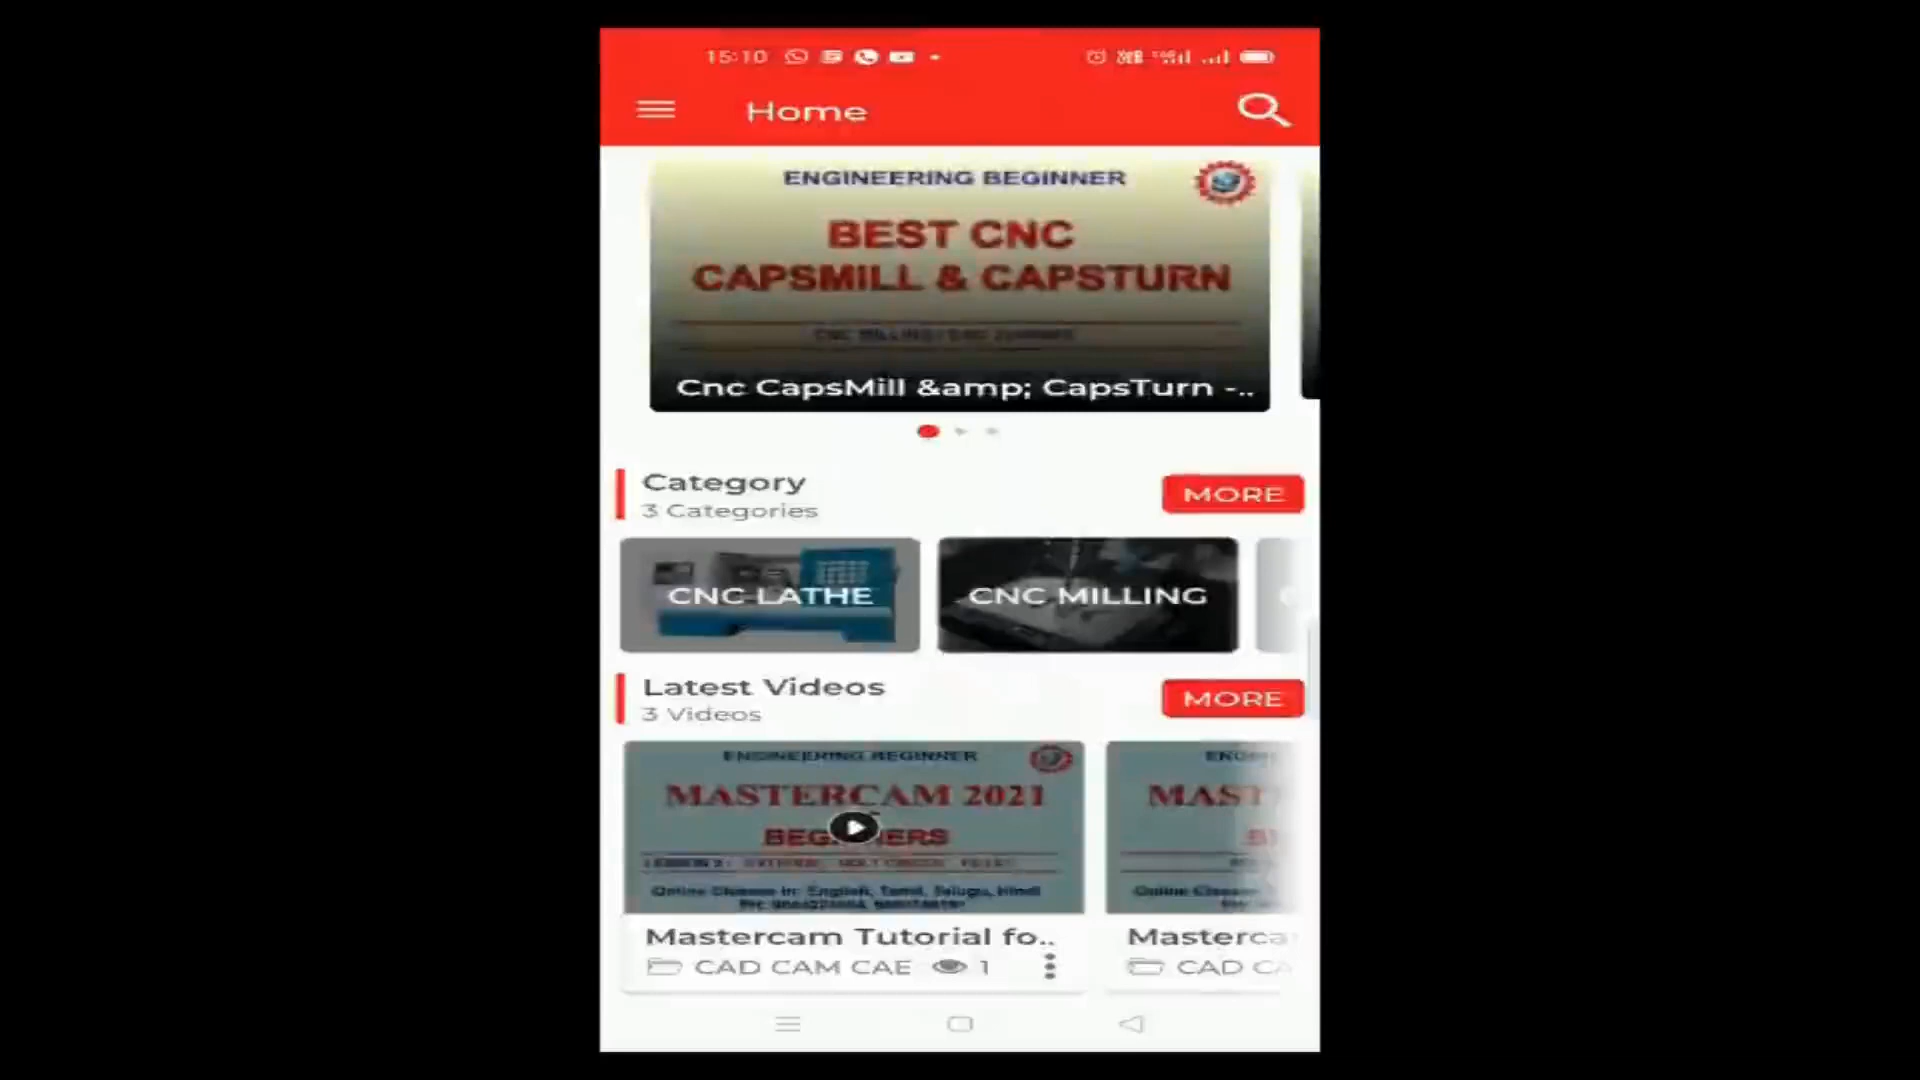 15:10
Home
ENGINEERING BEGINNER
BEST CNC
CAPSMILL & CAPSTURN
CNC MILLING / CNC TURNING
Cnc CapsMill &amp; CapsTurn -..
Category
3 Categories
MORE
CNC LATHE
CNC MILLING
Latest Videos
3 Videos
MORE
ENGINEERING BEGINNER
MASTERCAM 2021
BEGINNERS
Online Classes in: English, Tamil, Telugu, Hindi
Mastercam Tutorial fo..
Masterca
CAD CAM CAE 1
CAD CA